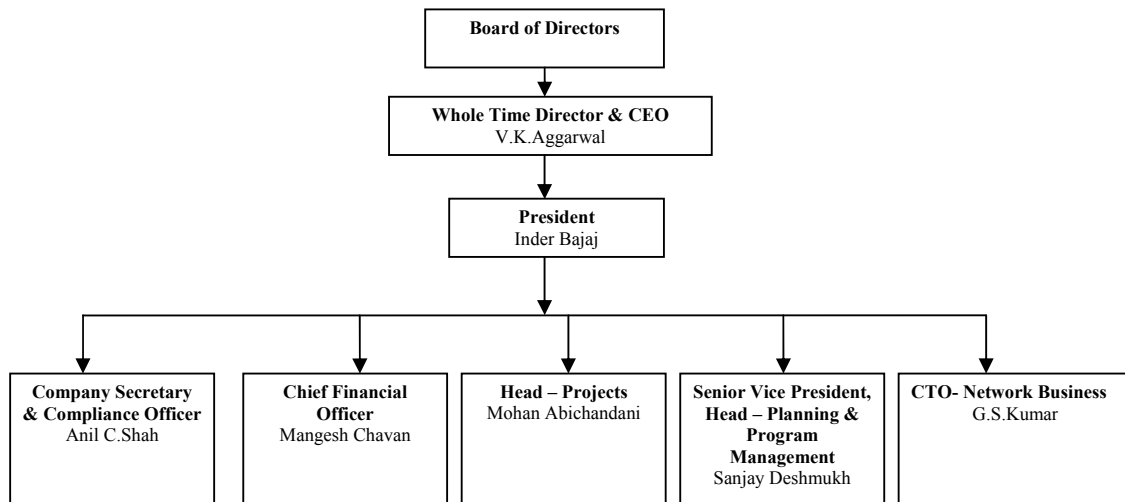 Board of Directors
Whole Time Director & CEO
V.K.Aggarwal
President
Inder Bajaj
Company Secretary
& Compliance Officer
Anil C.Shah
Chief Financial
Officer
Mangesh Chavan
Head – Projects
Mohan Abichandani
Senior Vice President,
Head – Planning &
Program
Management
Sanjay Deshmukh
CTO- Network Business
G.S.Kumar